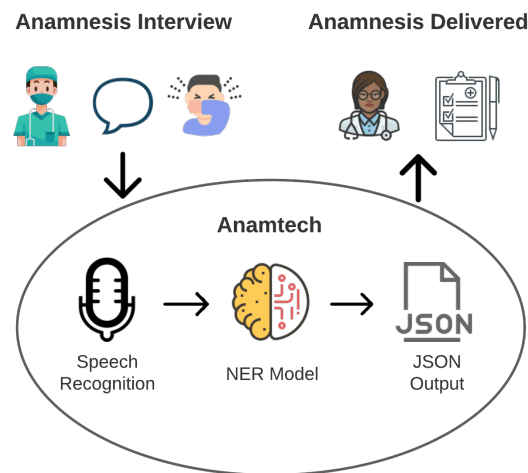 Anamnesis Interview
Anamnesis Delivered
Anamtech
Speech
Recognition
NER Model
JSON
JSON
Output